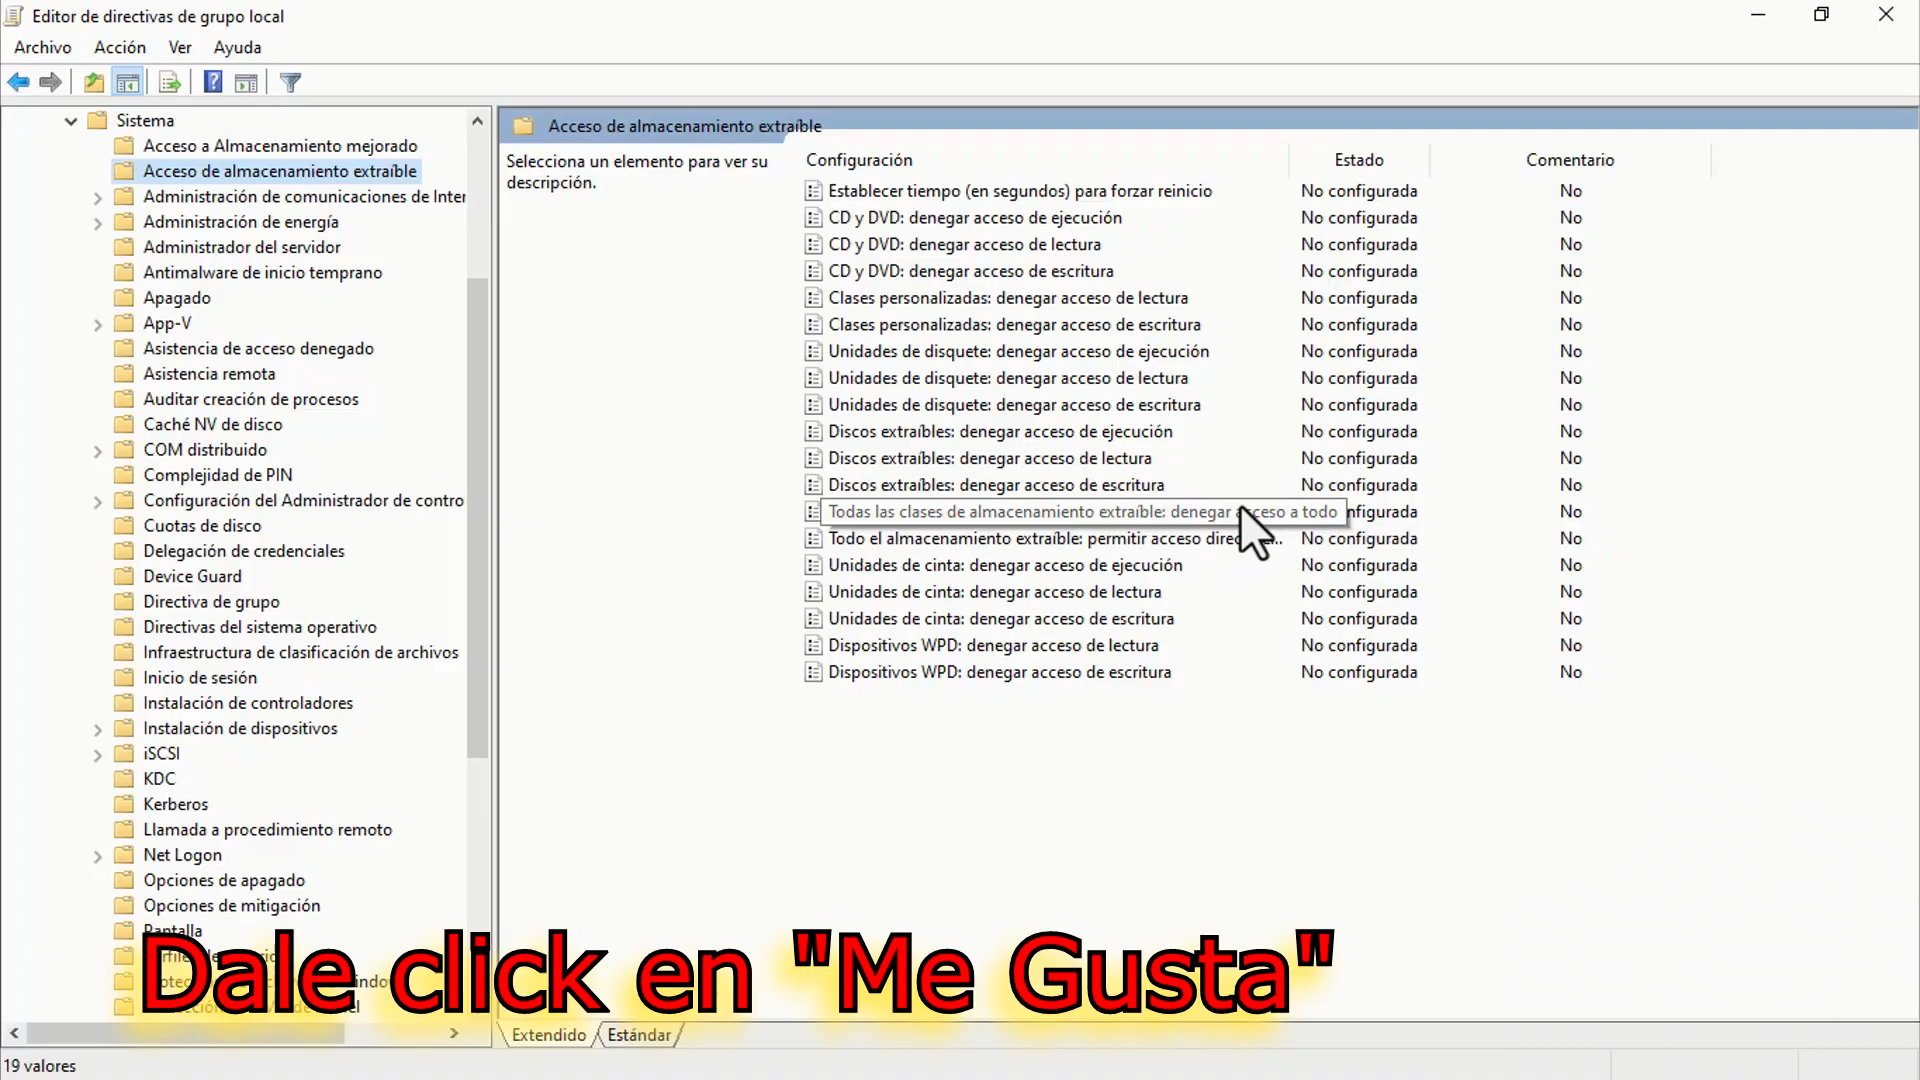 Editor de directivas de grupo local
Archivo Acción Ver Ayuda
Sistema
Acceso a Almacenamiento mejorado
Acceso de almacenamiento extraíble
Administración de comunicaciones de Inter
Administración de energía
Administrador del servidor
Antimalware de inicio temprano
Apagado
App-V
Asistencia de acceso denegado
Asistencia remota
Auditar creación de procesos
Caché NV de disco
COM distribuido
Complejidad de PIN
Configuración del Administrador de contro
Cuotas de disco
Delegación de credenciales
Device Guard
Directiva de grupo
Directivas del sistema operativo
Infraestructura de clasificación de archivos
Inicio de sesión
Instalación de controladores
Instalación de dispositivos
iSCSI
KDC
Kerberos
Llamada a procedimiento remoto
Net Logon
Opciones de apagado
Opciones de mitigación
Pantalla
Acceso de almacenamiento extraíble
Selecciona un elemento para ver su
descripción.
Configuración Estado Comentario
Establecer tiempo (en segundos) para forzar reinicio No configurada No
CD y DVD: denegar acceso de ejecución No configurada No
CD y DVD: denegar acceso de lectura No configurada No
CD y DVD: denegar acceso de escritura No configurada No
Clases personalizadas: denegar acceso de lectura No configurada No
Clases personalizadas: denegar acceso de escritura No configurada No
Unidades de disquete: denegar acceso de ejecución No configurada No
Unidades de disquete: denegar acceso de lectura No configurada No
Unidades de disquete: denegar acceso de escritura No configurada No
Discos extraíbles: denegar acceso de ejecución No configurada No
Discos extraíbles: denegar acceso de lectura No configurada No
Discos extraíbles: denegar acceso de escritura No configurada No
Todas las clases de almacenamiento extraíble: denegar acceso a todo nfigurada No
Todo el almacenamiento extraíble: permitir acceso No configurada No
Unidades de cinta: denegar acceso de ejecución No configurada No
Unidades de cinta: denegar acceso de lectura No configurada No
Unidades de cinta: denegar acceso de escritura No configurada No
Dispositivos WPD: denegar acceso de lectura No configurada No
Dispositivos WPD: denegar acceso de escritura No configurada No
Dale click en "Me Gusta"
Extendido Estándar
19 valores